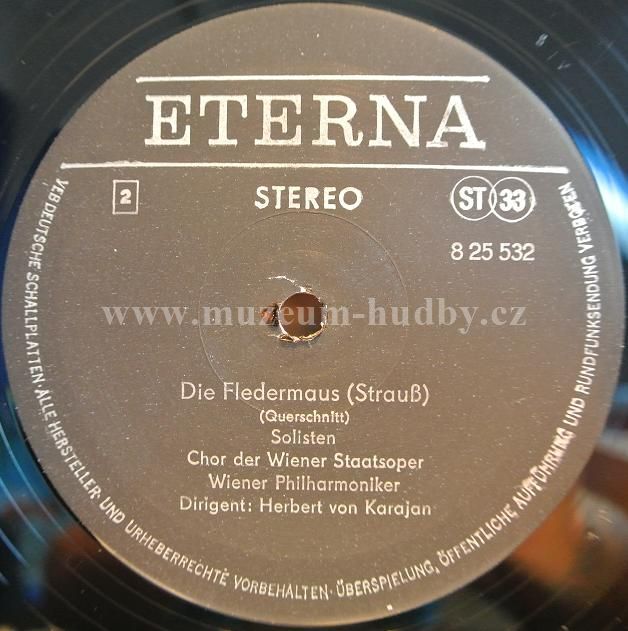 ETERNA
2 STEREO ST 33
8 25 532
www.muzeum-hudby.cz
Die Fledermaus (Strauß)
(Querschnitt)
Solisten
Chor der Wiener Staatsoper
Wiener Philharmoniker
Dirigent: Herbert von Karajan
VEB DEUTSCHE SCHALLPLATTEN · ALLE HERSTELLER- UND URHEBERRECHTE VORBEHALTEN · ÜBERSPIELUNG, ÖFFENTLICHE AUFFÜHRUNG UND RUNDFUNKSENDUNG VERBOTEN